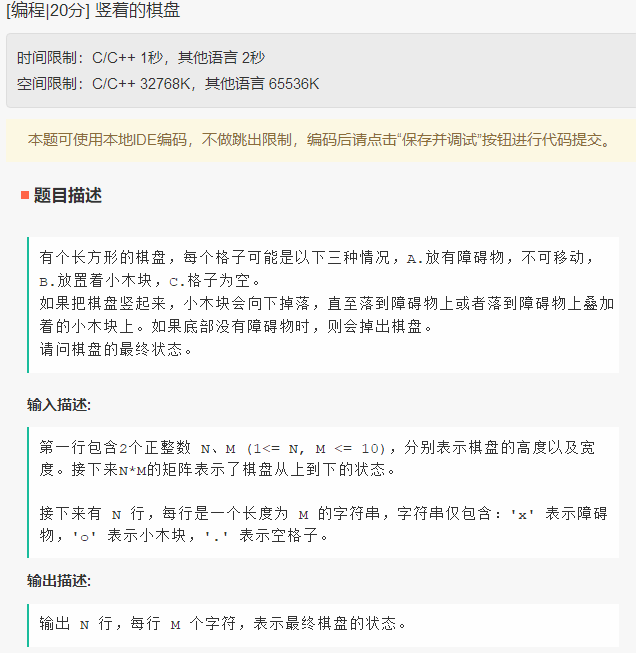 [编程|20分] 竖着的棋盘
时间限制：C/C++ 1秒，其他语言 2秒
空间限制：C/C++ 32768K，其他语言 65536K
本题可使用本地IDE编码，不做跳出限制，编码后请点击“保存并调试”按钮进行代码提交。
题目描述
有个长方形的棋盘，每个格子可能是以下三种情况，A.放有障碍物，不可移动，
B.放置着小木块，C.格子为空。
如果把棋盘竖起来，小木块会向下掉落，直至落到障碍物上或者落到障碍物上叠加
着的小木块上。如果底部没有障碍物时，则会掉出棋盘。
请问棋盘的最终状态。
输入描述:
第一行包含2个正整数 N、M (1<= N, M <= 10)，分别表示棋盘的高度以及宽
度。接下来N*M的矩阵表示了棋盘从上到下的状态。
接下来有 N 行，每行是一个长度为 M 的字符串，字符串仅包含：'x' 表示障碍
物，'o' 表示小木块，'.' 表示空格子。
输出描述:
输出 N 行，每行 M 个字符，表示最终棋盘的状态。